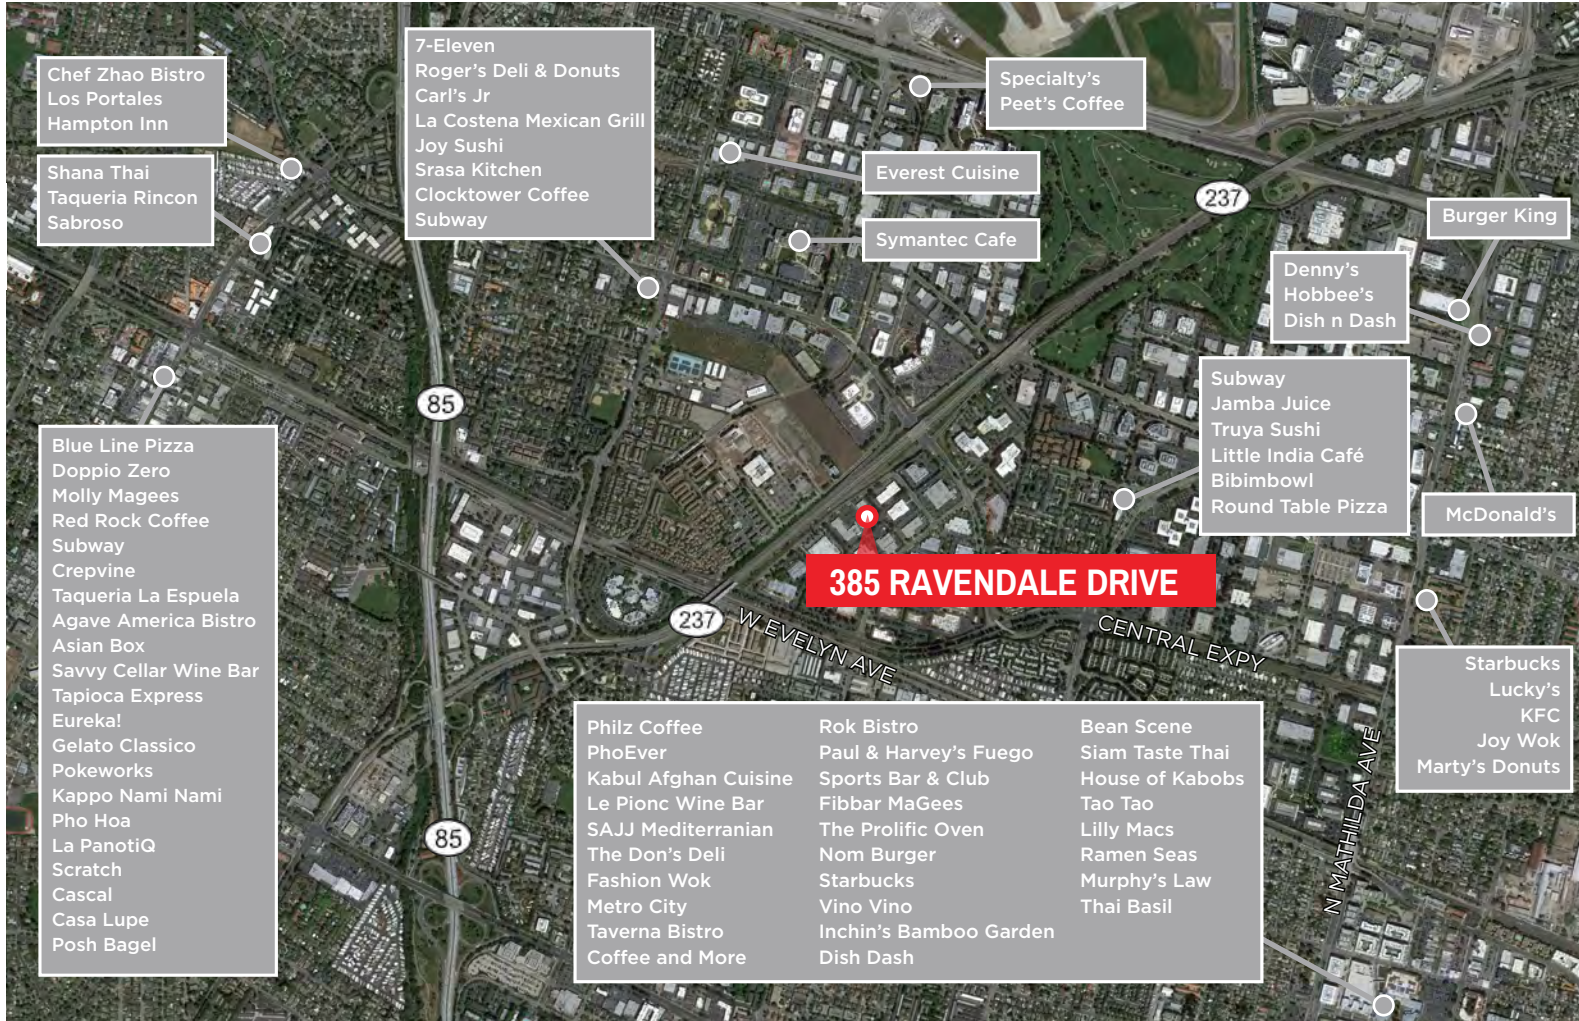 Chef Zhao Bistro
Los Portales
Hampton Inn
Shana Thai
Taqueria Rincon
Sabroso
7-Eleven
Roger's Deli & Donuts
Carl's Jr
La Costena Mexican Grill
Joy Sushi
Srasa Kitchen
Clocktower Coffee
Subway
Specialty's
Peet's Coffee
Everest Cuisine
Symantec Cafe
237
Burger King
Denny's
Hobbee's
Dish n Dash
85
Subway
Jamba Juice
Truya Sushi
Little India Café
Bibimbowl
Round Table Pizza
McDonald's
385 RAVENDALE DRIVE
237
W EVELYN AVE
CENTRAL EXPY
Blue Line Pizza
Doppio Zero
Molly Magees
Red Rock Coffee
Subway
Crepvine
Taqueria La Espuela
Agave America Bistro
Asian Box
Savvy Cellar Wine Bar
Tapioca Express
Eureka!
Gelato Classico
Pokeworks
Kappo Nami Nami
Pho Hoa
La PanotiQ
Scratch
Cascal
Casa Lupe
Posh Bagel
85
Philz Coffee
PhoEver
Kabul Afghan Cuisine
Le Pionc Wine Bar
SAJJ Mediterranian
The Don's Deli
Fashion Wok
Metro City
Taverna Bistro
Coffee and More
Rok Bistro
Paul & Harvey's Fuego
Sports Bar & Club
Fibbar MaGees
The Prolific Oven
Nom Burger
Starbucks
Vino Vino
Inchin's Bamboo Garden
Dish Dash
Bean Scene
Siam Taste Thai
House of Kabobs
Tao Tao
Lilly Macs
Ramen Seas
Murphy's Law
Thai Basil
Starbucks
Lucky's
KFC
Joy Wok
Marty's Donuts
N MATHILDA AVE